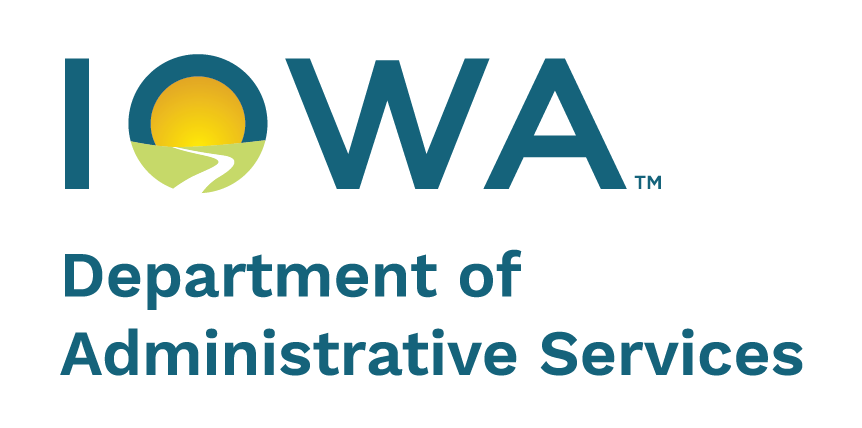 IOWA™
Department of
Administrative Services